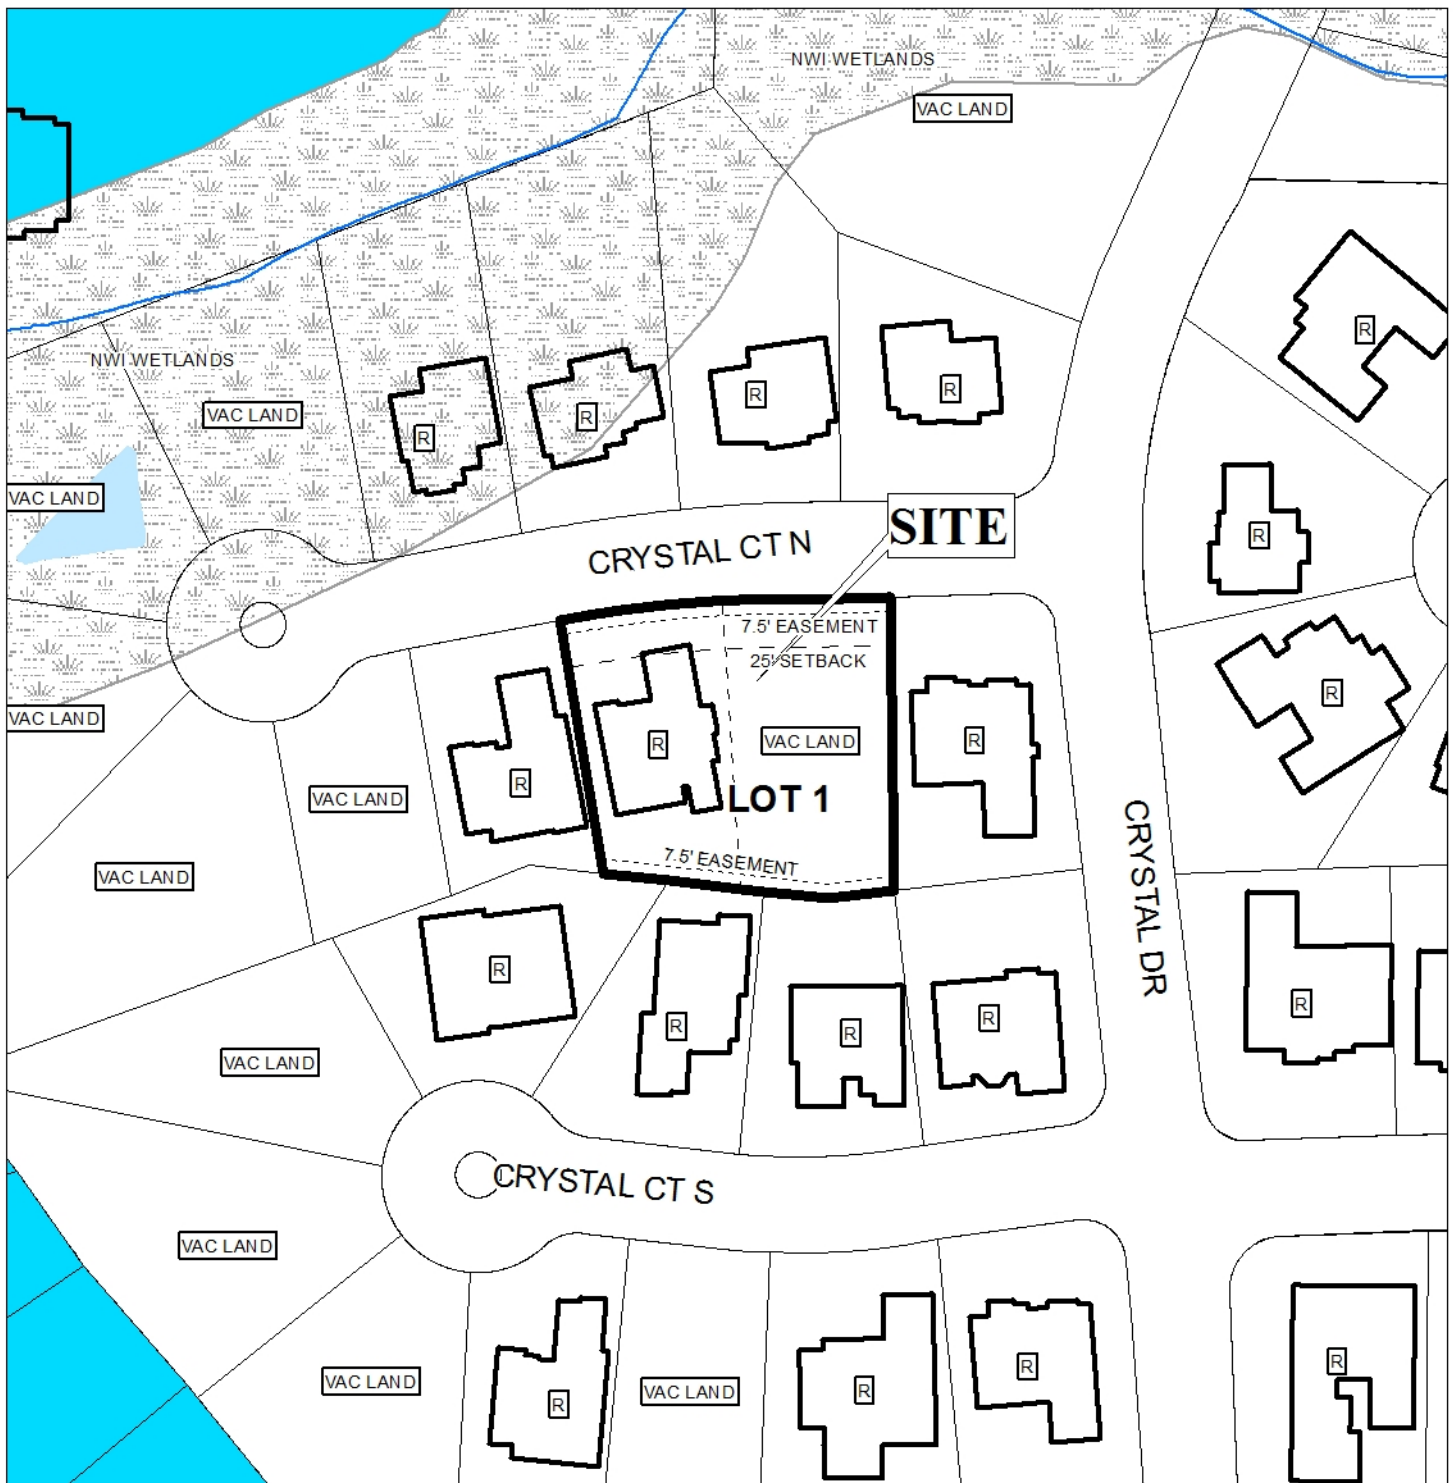 NWI WETLANDS
VAC LAND
R
NWI WETLANDS
R
R
R
VAC LAND
R
R
VAC LAND
SITE
R
CRYSTAL CT N
7.5' EASEMENT
25' SETBACK
R
VAC LAND
R
VAC LAND
R
R
VAC LAND
LOT 1
CRYSTAL DR
7.5' EASEMENT
VAC LAND
R
R
R
R
R
VAC LAND
CRYSTAL CT S
VAC LAND
R
R
VAC LAND
R
VAC LAND
R
R